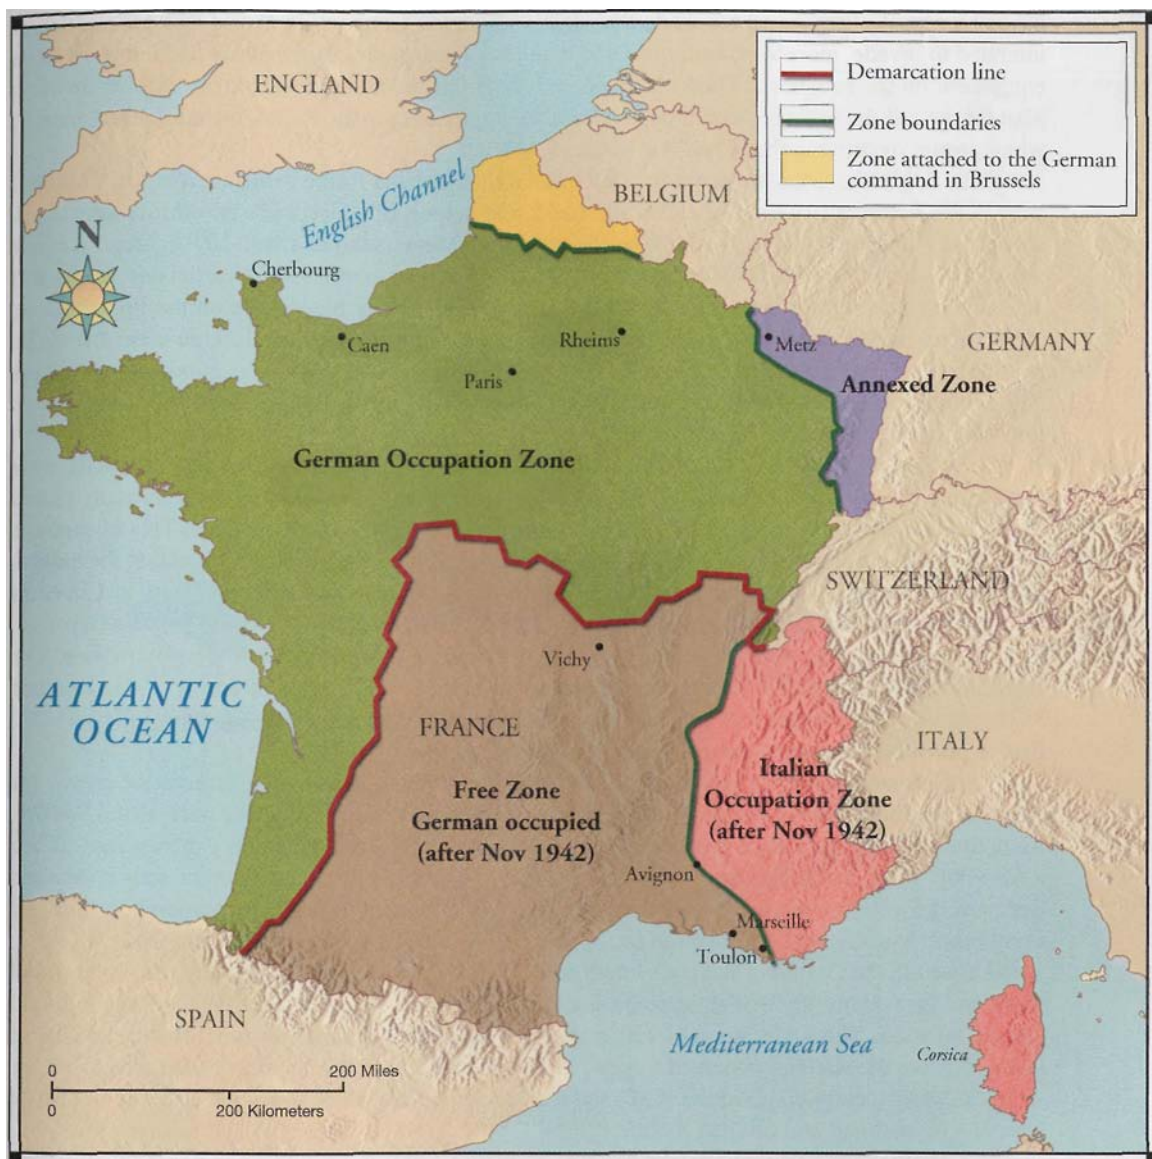 Demarcation line
Zone boundaries
Zone attached to the German
command in Brussels
ENGLAND
BELGIUM
English Channel
N
Cherbourg
Caen
Rheims
Paris
Metz
GERMANY
Annexed Zone
German Occupation Zone
SWITZERLAND
Vichy
ATLANTIC
OCEAN
FRANCE
ITALY
Free Zone
German occupied
(after Nov 1942)
Italian
Occupation Zone
(after Nov 1942)
Avignon
Marseille
Toulon
SPAIN
Mediterranean Sea
Corsica
0
200 Miles
0
200 Kilometers